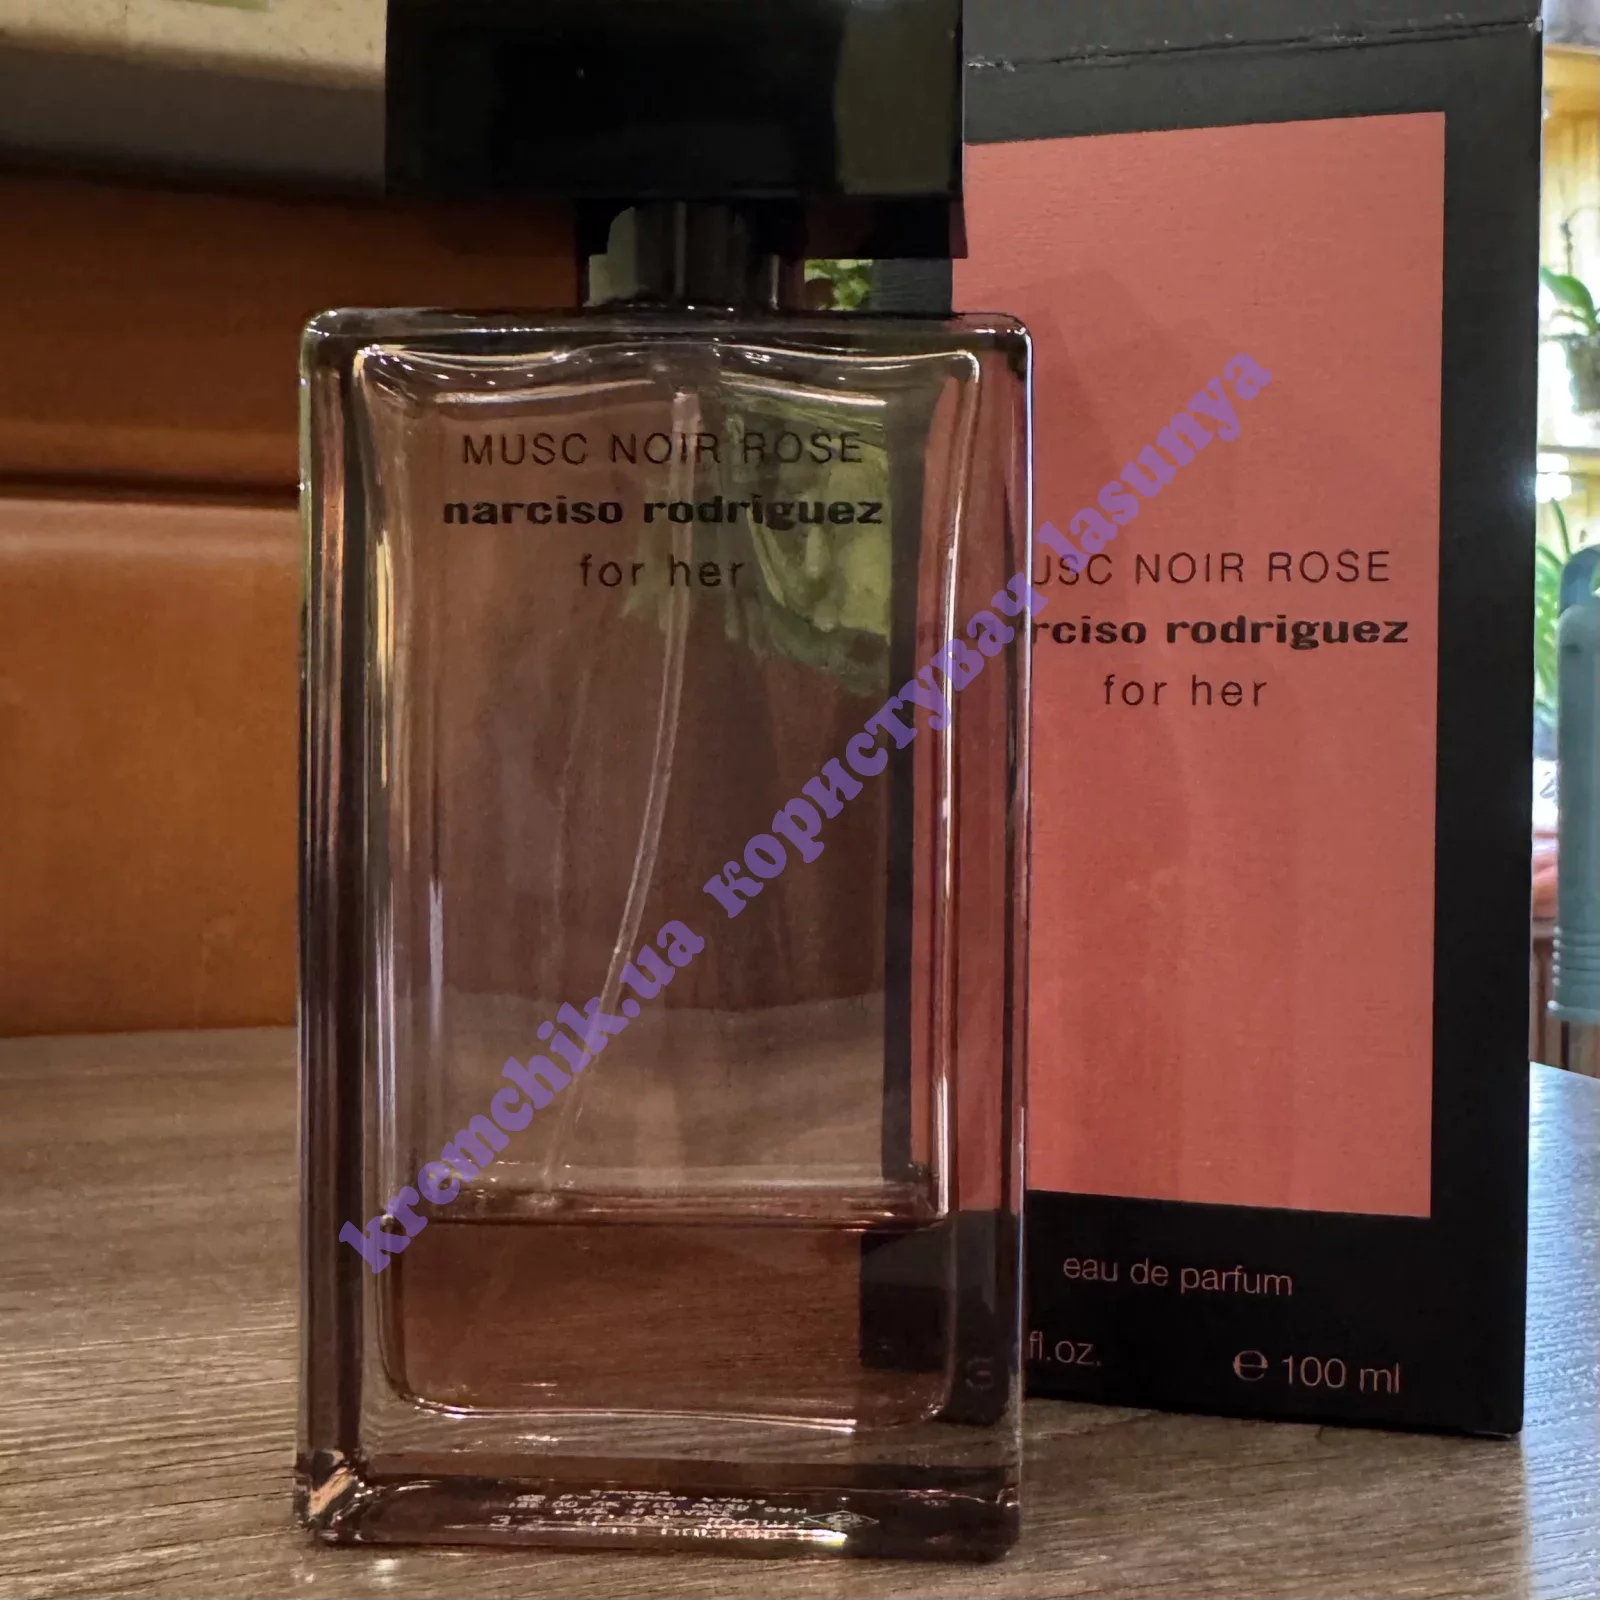 MUSC NOIR ROSE
narciso rodriguez
for her
USC NOIR ROSE
rciso rodriguez
for her
eau de parfum
fl.oz. e 100 ml
kremchik.ua користувач lasunya